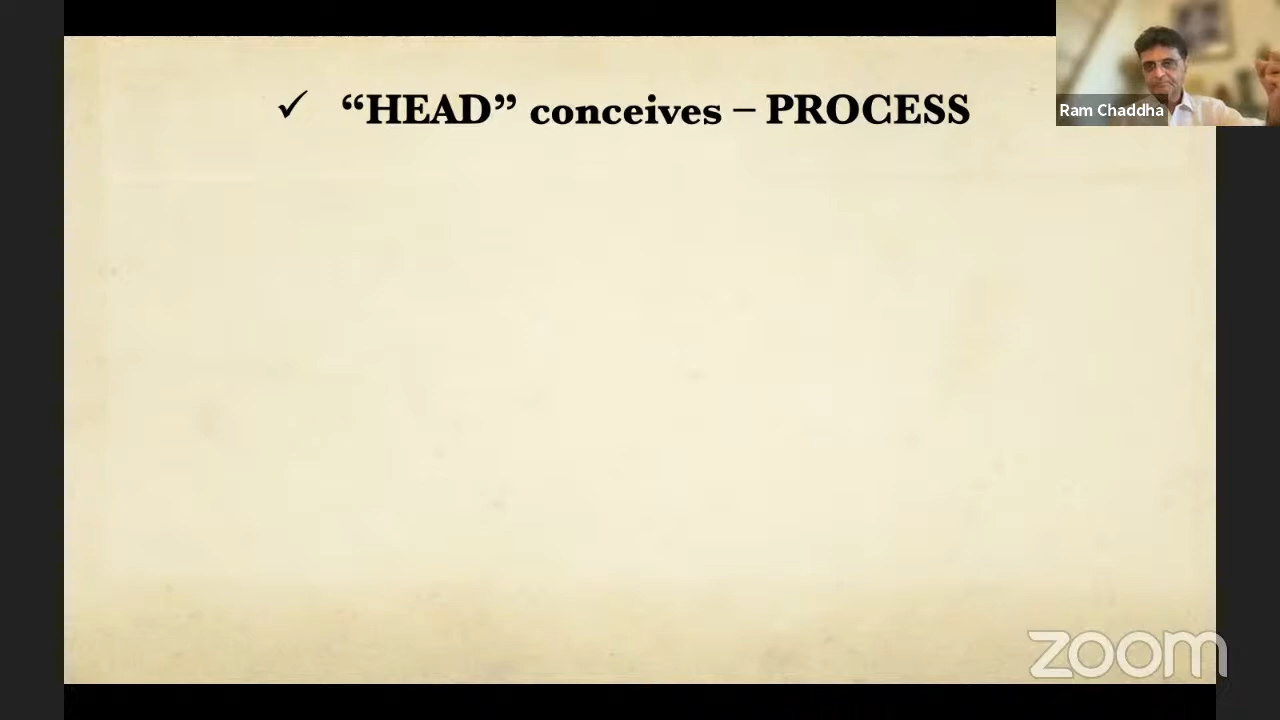 ✓ “HEAD” conceives – PROCESS
Ram Chaddha
zoom